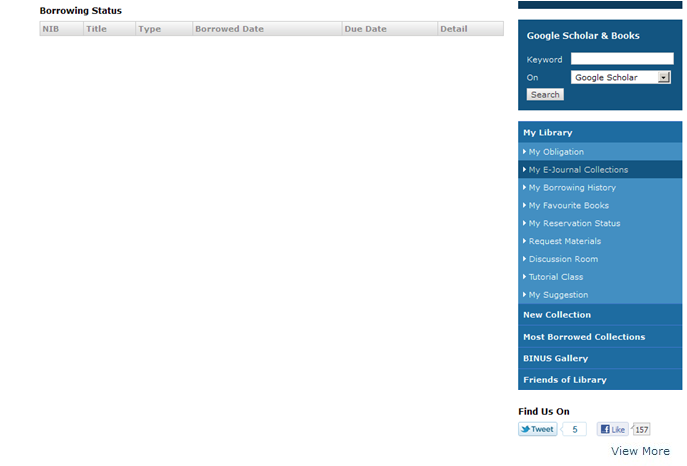 Borrowing Status
NIB Title Type Borrowed Date Due Date Detail
Google Scholar & Books
Keyword
On Google Scholar
Search
My Library
My Obligation
My E-Journal Collections
My Borrowing History
My Favourite Books
My Reservation Status
Request Materials
Discussion Room
Tutorial Class
My Suggestion
New Collection
Most Borrowed Collections
BINUS Gallery
Friends of Library
Find Us On
Tweet 5 Like 157
View More